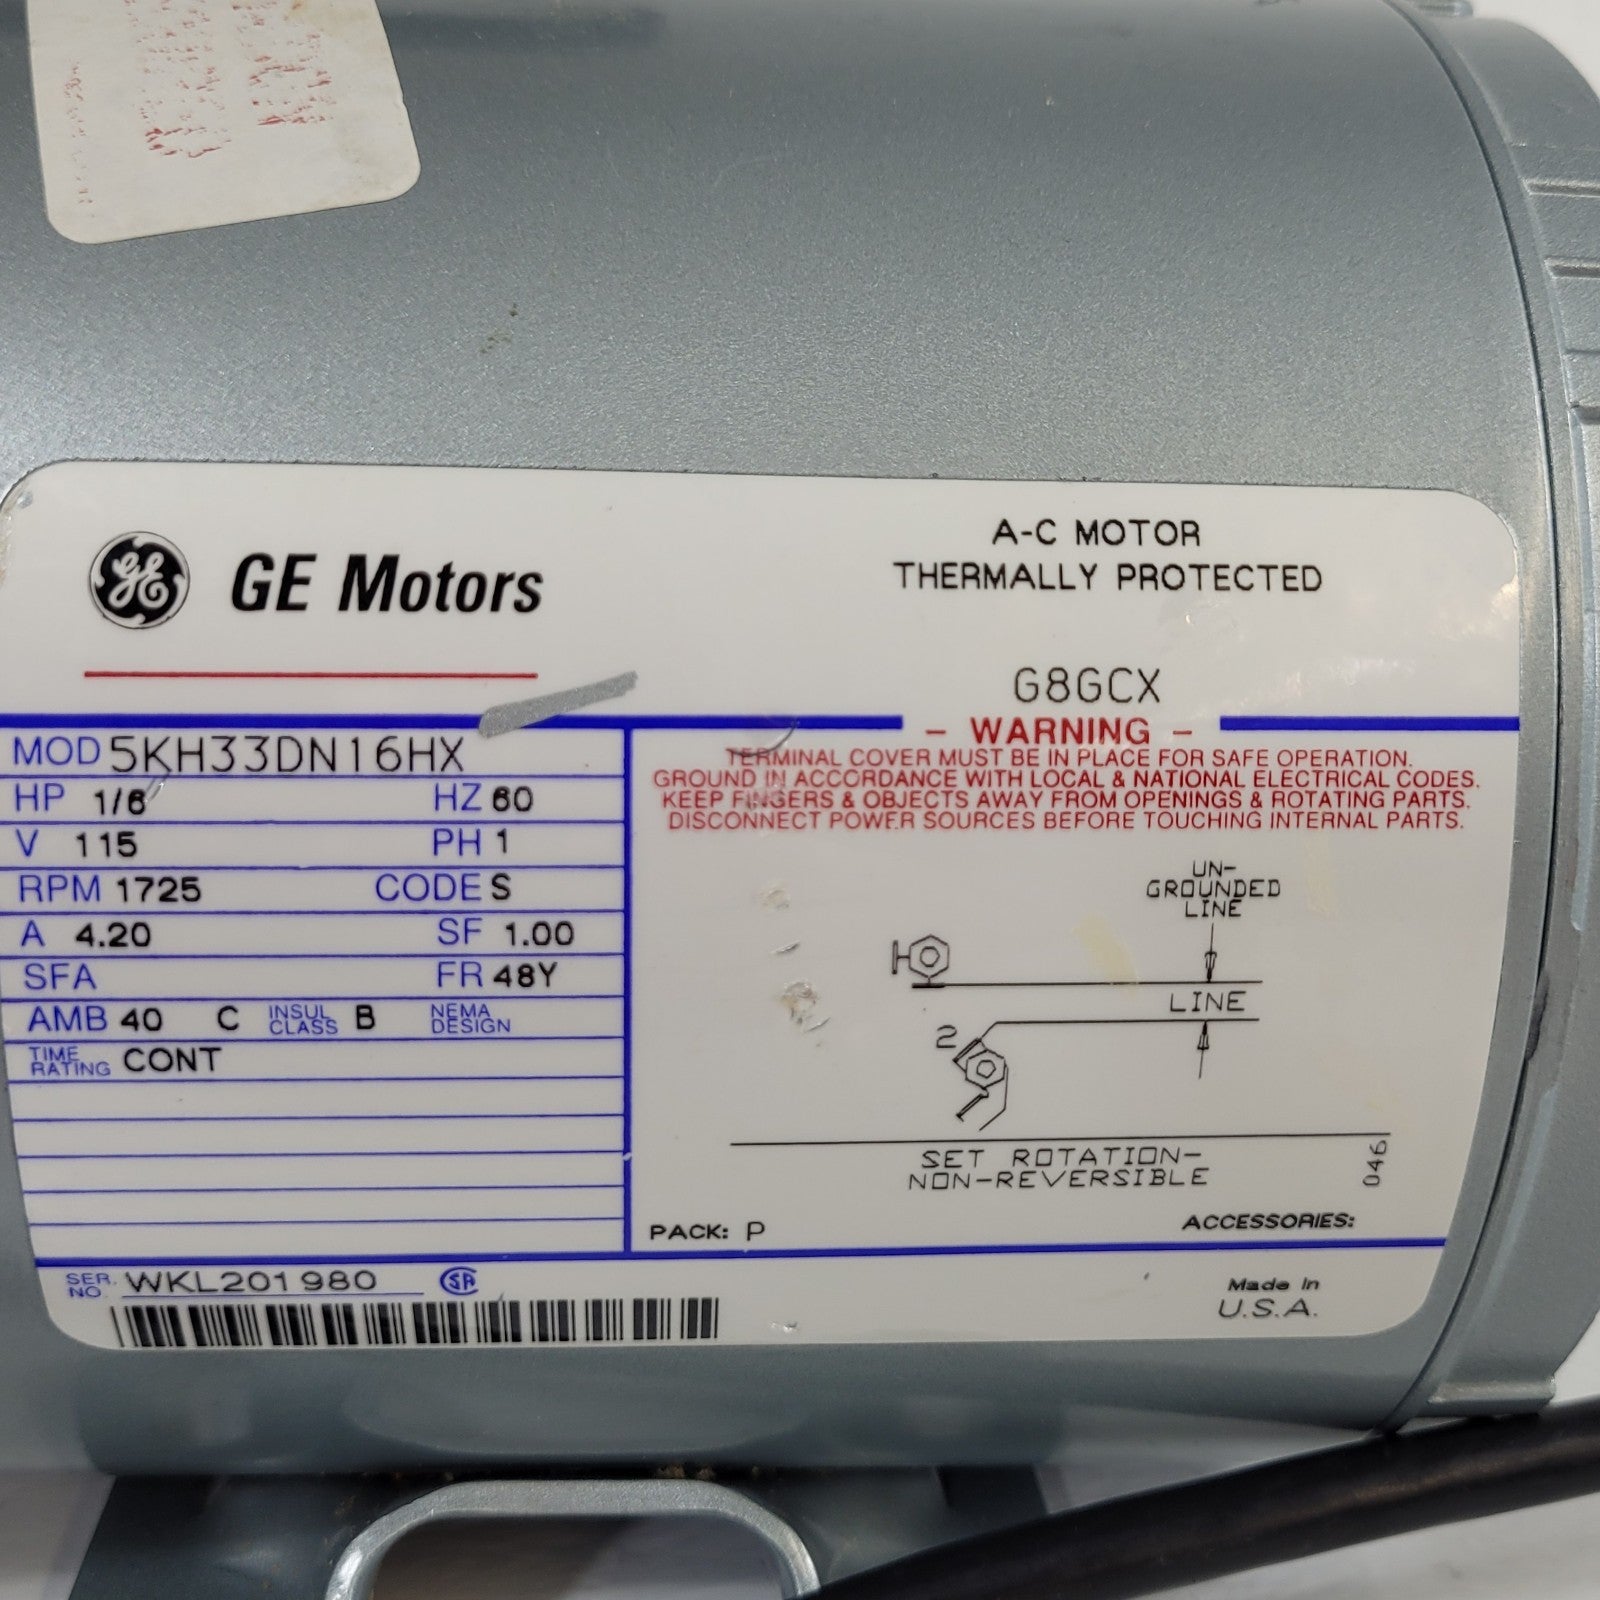 GE Motors
A-C MOTOR
THERMALLY PROTECTED
G8GCX
MOD 5KH33DN16HX
HP 1/6 HZ 60
V 115 PH 1
RPM 1725 CODE S
A 4.20 SF 1.00
SFA FR 48Y
AMB 40 C INSUL CLASS B NEMA DESIGN
TIME RATING CONT
- WARNING -
TERMINAL COVER MUST BE IN PLACE FOR SAFE OPERATION.
GROUND IN ACCORDANCE WITH LOCAL & NATIONAL ELECTRICAL CODES.
KEEP FINGERS & OBJECTS AWAY FROM OPENINGS & ROTATING PARTS.
DISCONNECT POWER SOURCES BEFORE TOUCHING INTERNAL PARTS.
UN-
GROUNDED
LINE
LINE
2
SET ROTATION-
NON-REVERSIBLE
046
PACK: P
ACCESSORIES:
SER. NO. WKL201980
Made in
U.S.A.